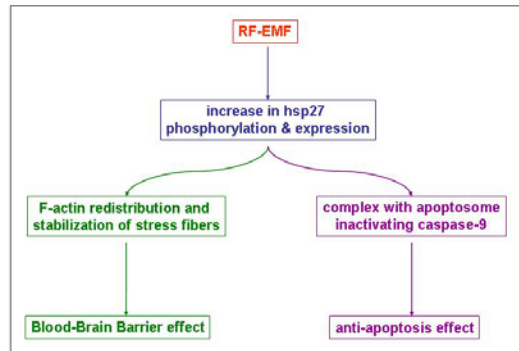 RF-EMF
increase in hsp27
phosphorylation & expression
F-actin redistribution and
stabilization of stress fibers
complex with apoptosome
inactivating caspase-9
Blood-Brain Barrier effect
anti-apoptosis effect